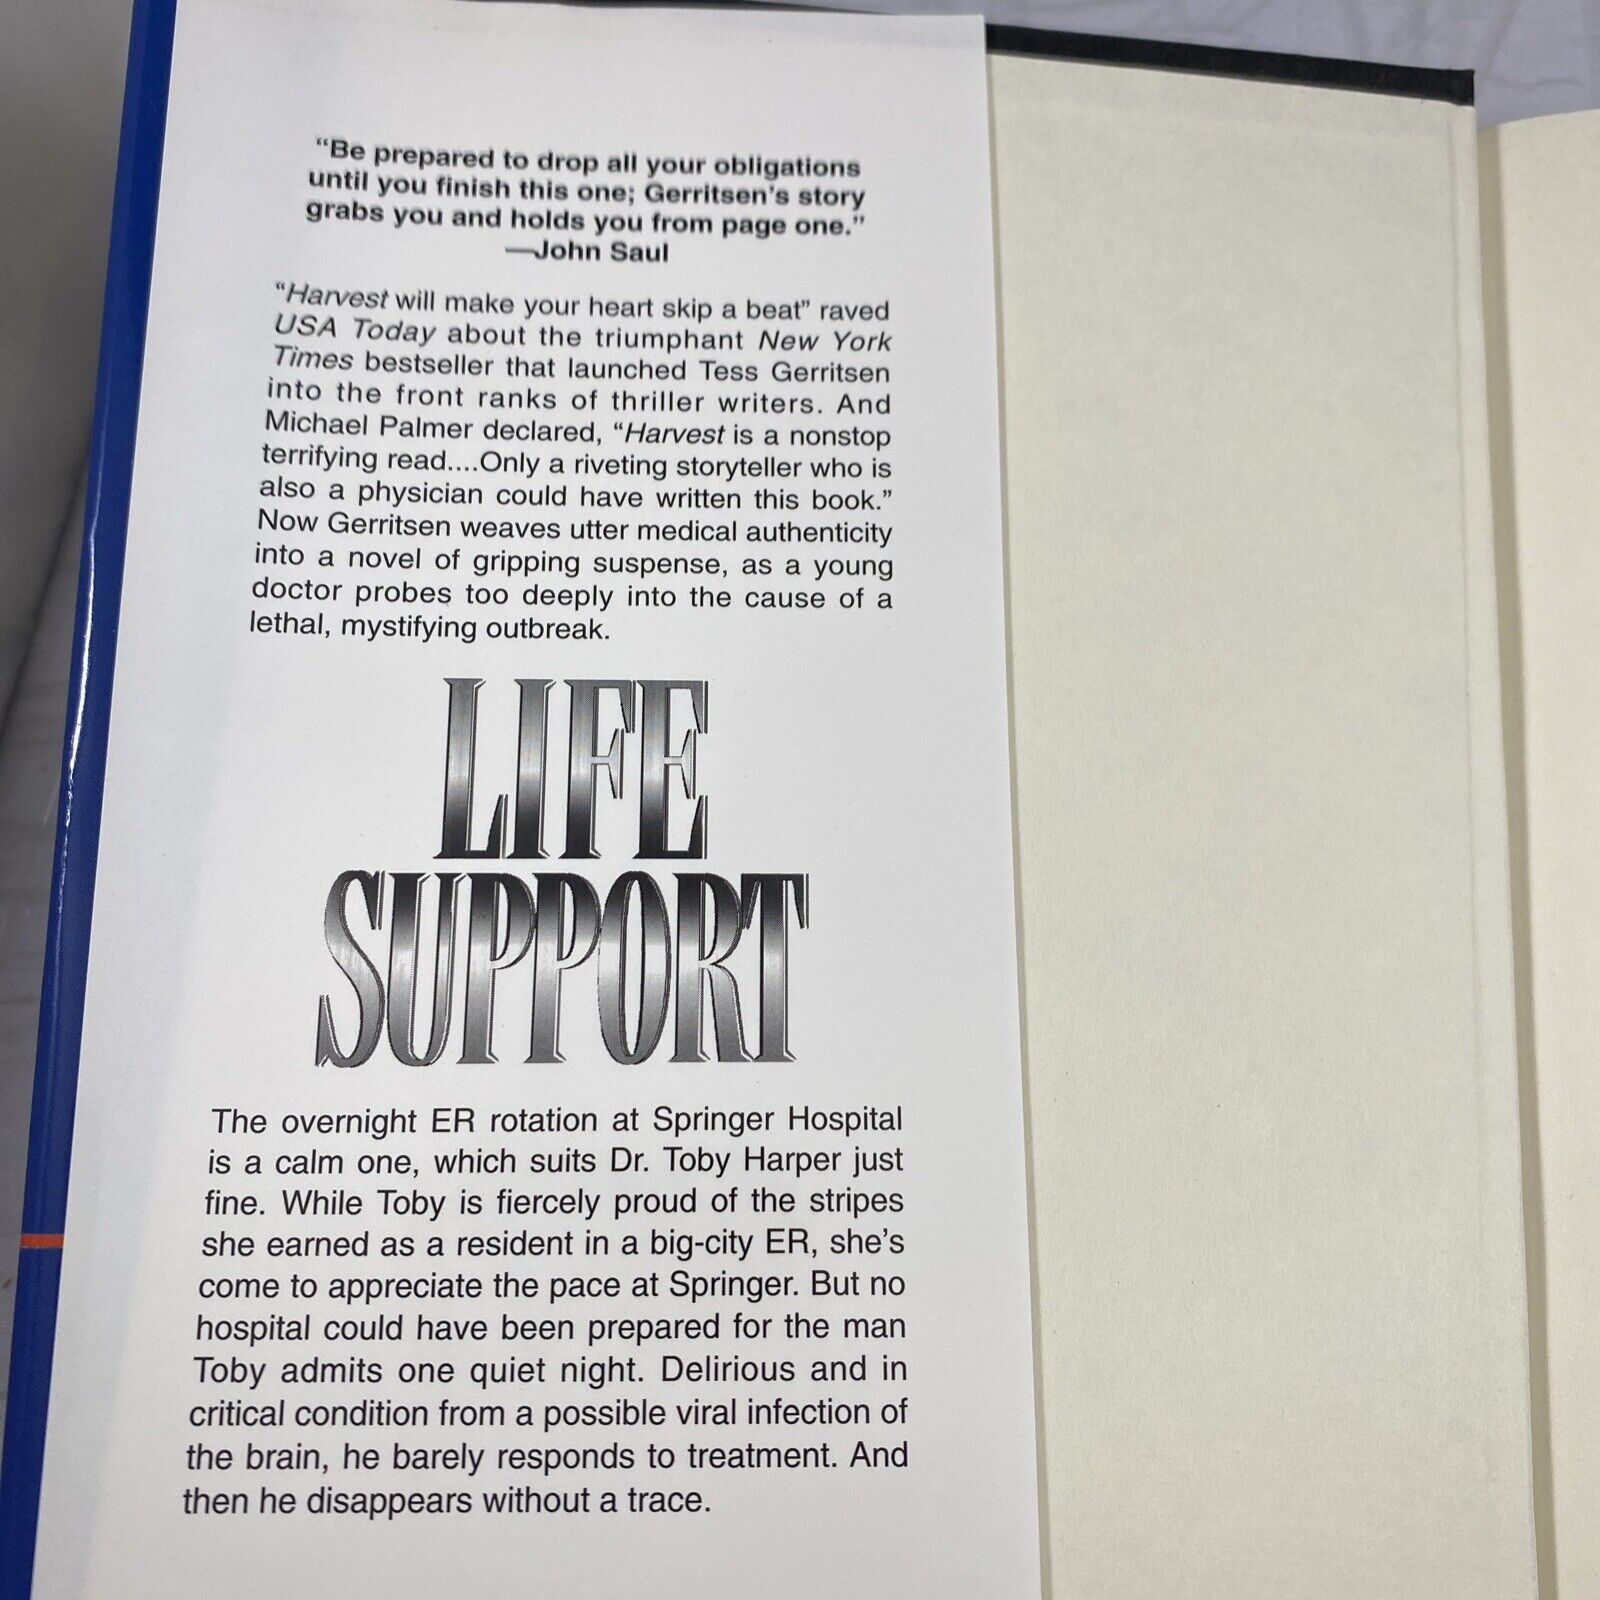 “Be prepared to drop all your obligations
until you finish this one; Gerritsen’s story
grabs you and holds you from page one.”
—John Saul
“Harvest will make your heart skip a beat” raved
USA Today about the triumphant New York
Times bestseller that launched Tess Gerritsen
into the front ranks of thriller writers. And
Michael Palmer declared, “Harvest is a nonstop
terrifying read....Only a riveting storyteller who is
also a physician could have written this book.”
Now Gerritsen weaves utter medical authenticity
into a novel of gripping suspense, as a young
doctor probes too deeply into the cause of a
lethal, mystifying outbreak.
LIFE
SUPPORT
The overnight ER rotation at Springer Hospital
is a calm one, which suits Dr. Toby Harper just
fine. While Toby is fiercely proud of the stripes
she earned as a resident in a big-city ER, she’s
come to appreciate the pace at Springer. But no
hospital could have been prepared for the man
Toby admits one quiet night. Delirious and in
critical condition from a possible viral infection of
the brain, he barely responds to treatment. And
then he disappears without a trace.